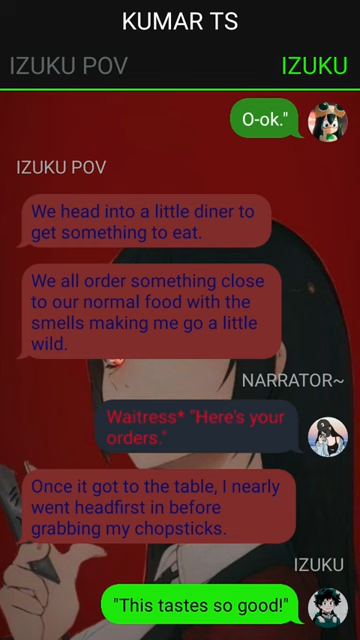 KUMAR TS
IZUKU POV
IZUKU
O-ok."
IZUKU POV
We head into a little diner to
get something to eat.
We all order something close
to our normal food with the
smells making me go a little
wild.
NARRATOR~
Waitress* "Here's your
orders."
Once it got to the table, I nearly
went headfirst in before
grabbing my chopsticks.
IZUKU
"This tastes so good!"